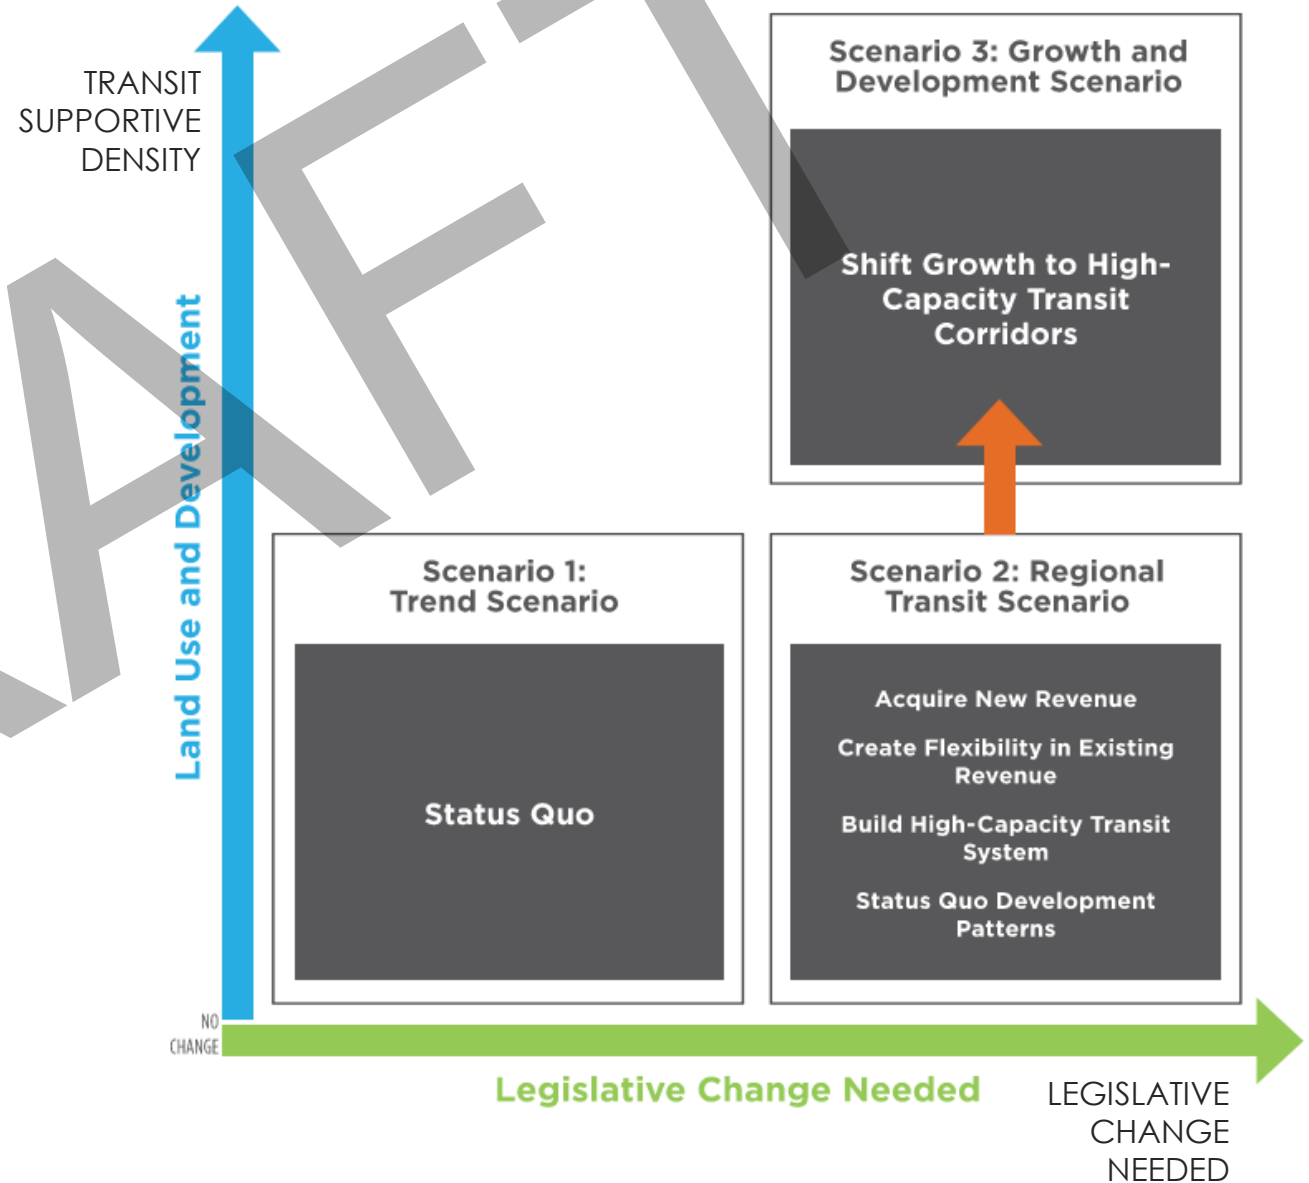 TRANSIT
SUPPORTIVE
DENSITY
Land Use and Development
Scenario 3: Growth and
Development Scenario
Shift Growth to High-
Capacity Transit
Corridors
Scenario 1:
Trend Scenario
Status Quo
Scenario 2: Regional
Transit Scenario
Acquire New Revenue
Create Flexibility in Existing
Revenue
Build High-Capacity Transit
System
Status Quo Development
Patterns
NO
CHANGE
Legislative Change Needed
LEGISLATIVE
CHANGE
NEEDED
AFT